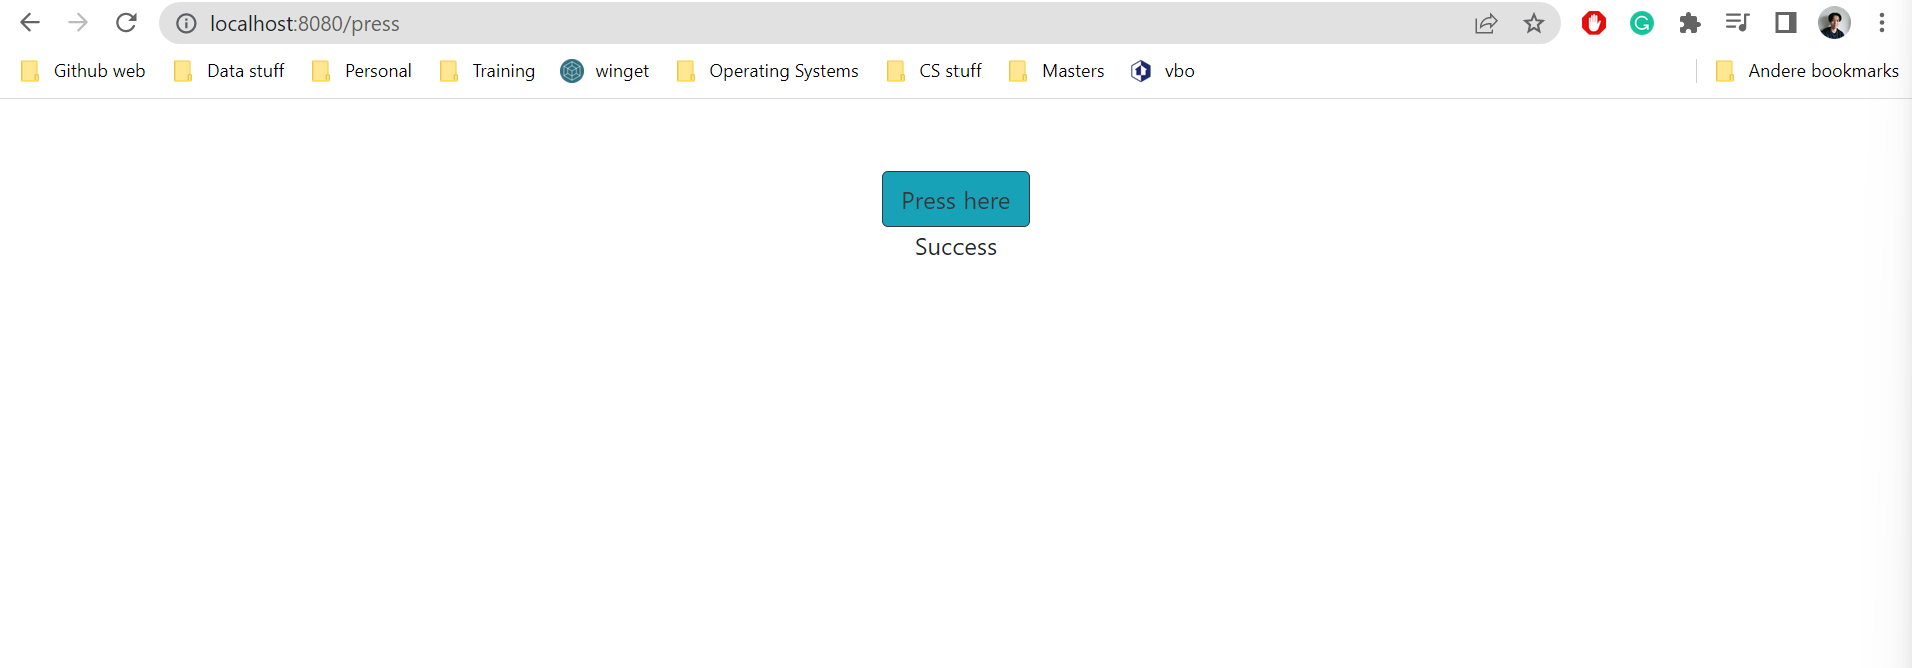 localhost:8080/press
Github web Data stuff Personal Training winget Operating Systems CS stuff Masters vbo Andere bookmarks
Press here
Success